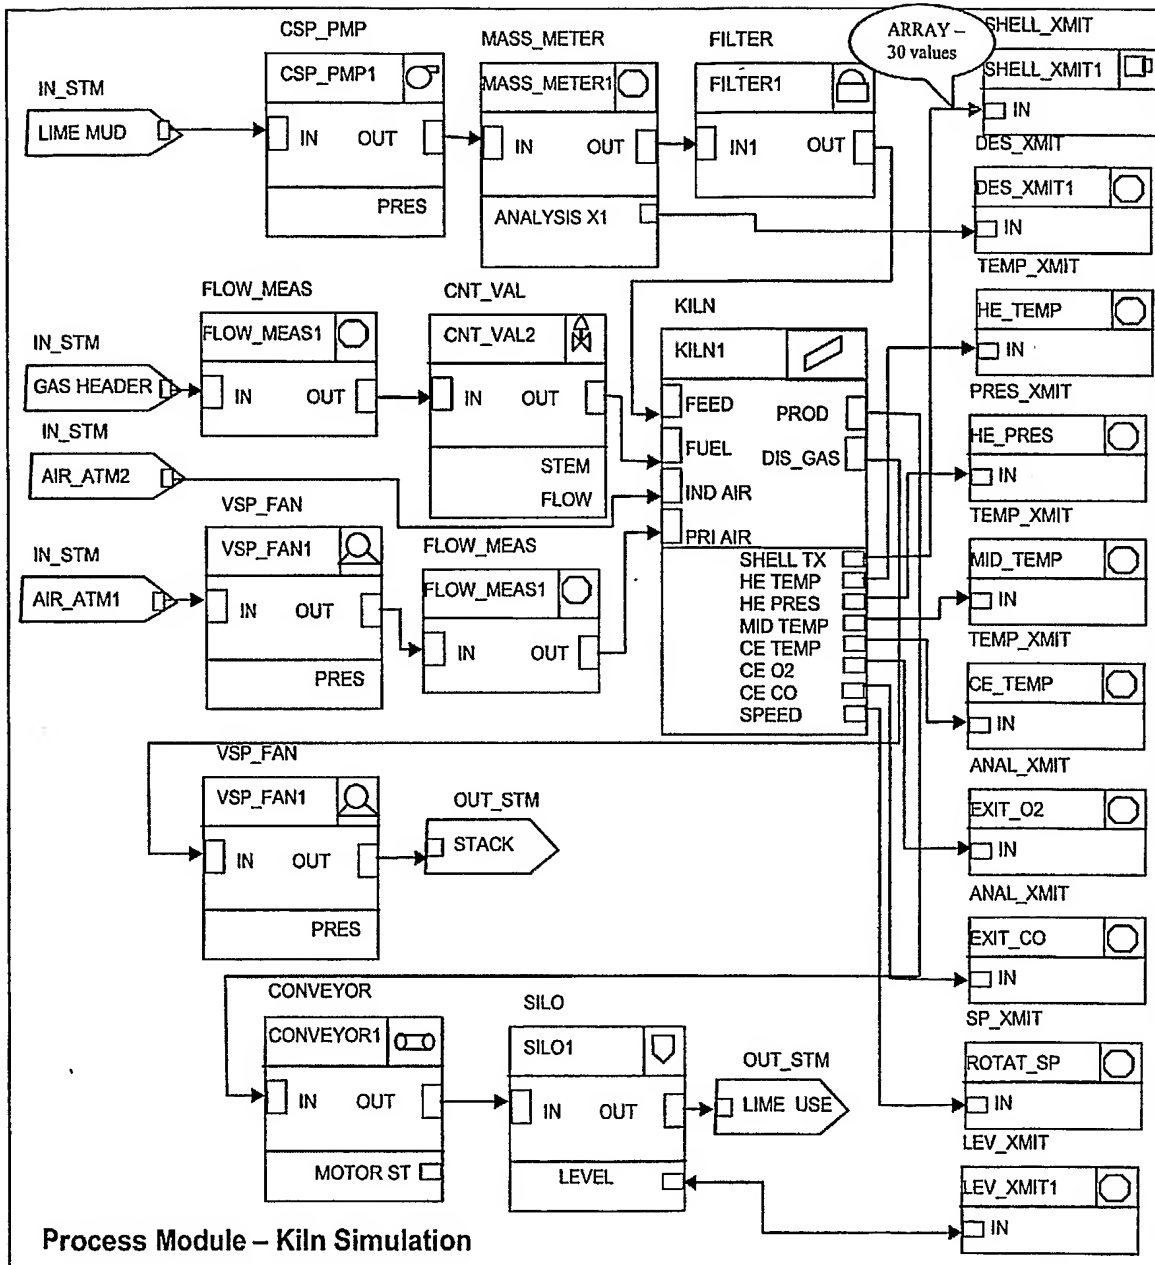 CSP_PMP
CSP_PMP1
IN OUT
PRES
MASS_METER
MASS_METER1
IN OUT
ANALYSIS X1
FILTER
FILTER1
IN1 OUT
ARRAY –
30 values
SHELL_XMIT
SHELL_XMIT1
IN
IN_STM
LIME MUD
DES_XMIT
DES_XMIT1
IN
TEMP_XMIT
HE_TEMP
IN
FLOW_MEAS
FLOW_MEAS1
IN OUT
CNT_VAL
CNT_VAL2
IN OUT
STEM
FLOW
KILN
KILN1
FEED PROD
FUEL DIS_GAS
IND AIR
PRI AIR
SHELL TX
HE TEMP
HE PRES
MID TEMP
CE TEMP
CE O2
CE CO
SPEED
IN_STM
GAS HEADER
IN_STM
AIR_ATM2
PRES_XMIT
HE_PRES
IN
TEMP_XMIT
MID_TEMP
IN
VSP_FAN
VSP_FAN1
IN OUT
PRES
IN_STM
AIR_ATM1
FLOW_MEAS
FLOW_MEAS1
IN OUT
TEMP_XMIT
CE_TEMP
IN
VSP_FAN
VSP_FAN1
IN OUT
PRES
OUT_STM
STACK
ANAL_XMIT
EXIT_O2
IN
ANAL_XMIT
EXIT_CO
IN
CONVEYOR
CONVEYOR1
IN OUT
MOTOR ST
SILO
SILO1
IN OUT
LEVEL
OUT_STM
LIME USE
SP_XMIT
ROTAT_SP
IN
LEV_XMIT
LEV_XMIT1
IN
Process Module – Kiln Simulation